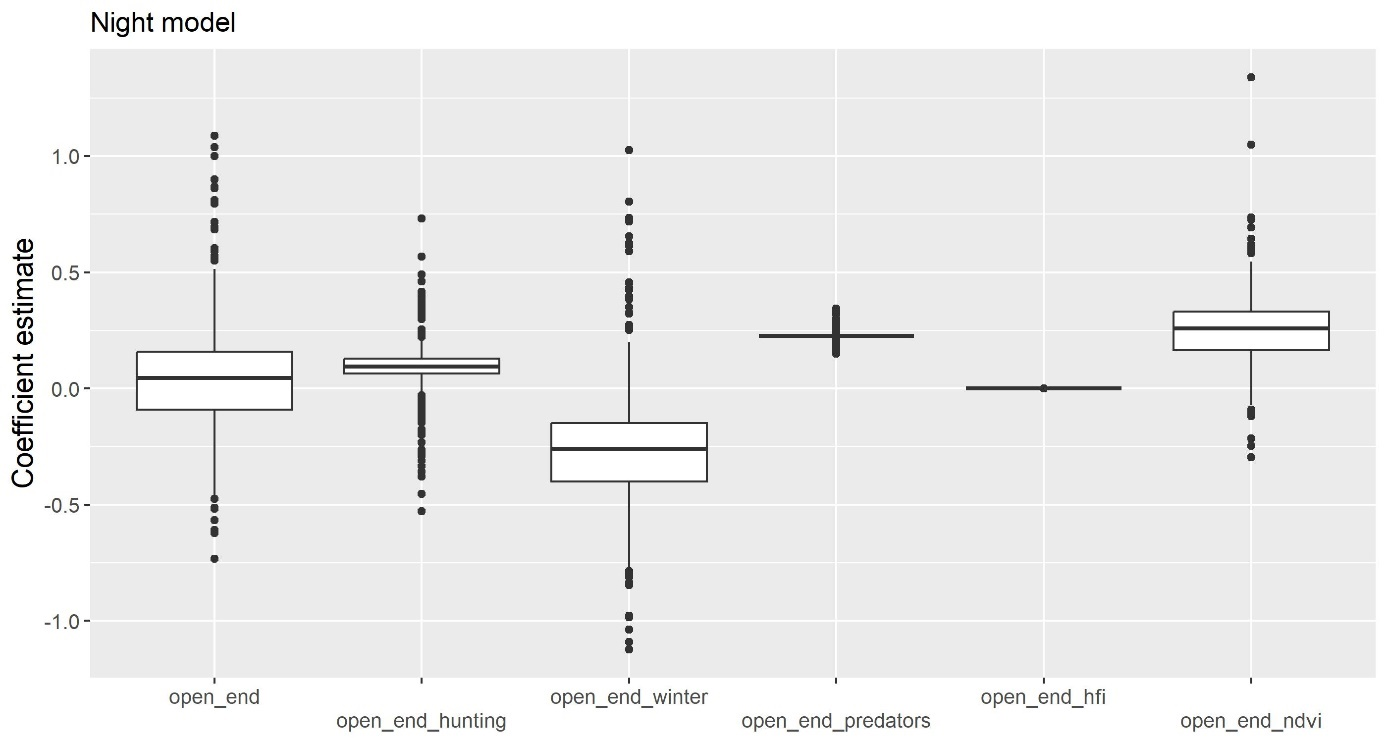 Night model
Coefficient estimate
1.0
0.5
0.0
-0.5
-1.0
open_end
open_end_hunting
open_end_winter
open_end_predators
open_end_hfi
open_end_ndvi